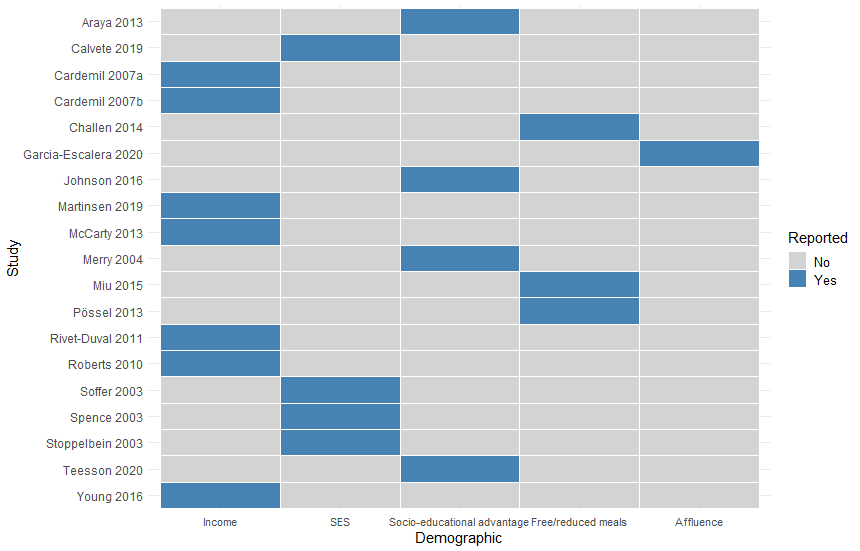 Araya 2013
Calvete 2019
Cardemil 2007a
Cardemil 2007b
Challen 2014
Garcia-Escalera 2020
Johnson 2016
Martinsen 2019
McCarty 2013
Merry 2004
Miu 2015
Pössel 2013
Rivet-Duval 2011
Roberts 2010
Soffer 2003
Spence 2003
Stoppelbein 2003
Teesson 2020
Young 2016
Study
Income SES Socio-educational advantage Free/reduced meals Affluence
Demographic
Reported
No
Yes